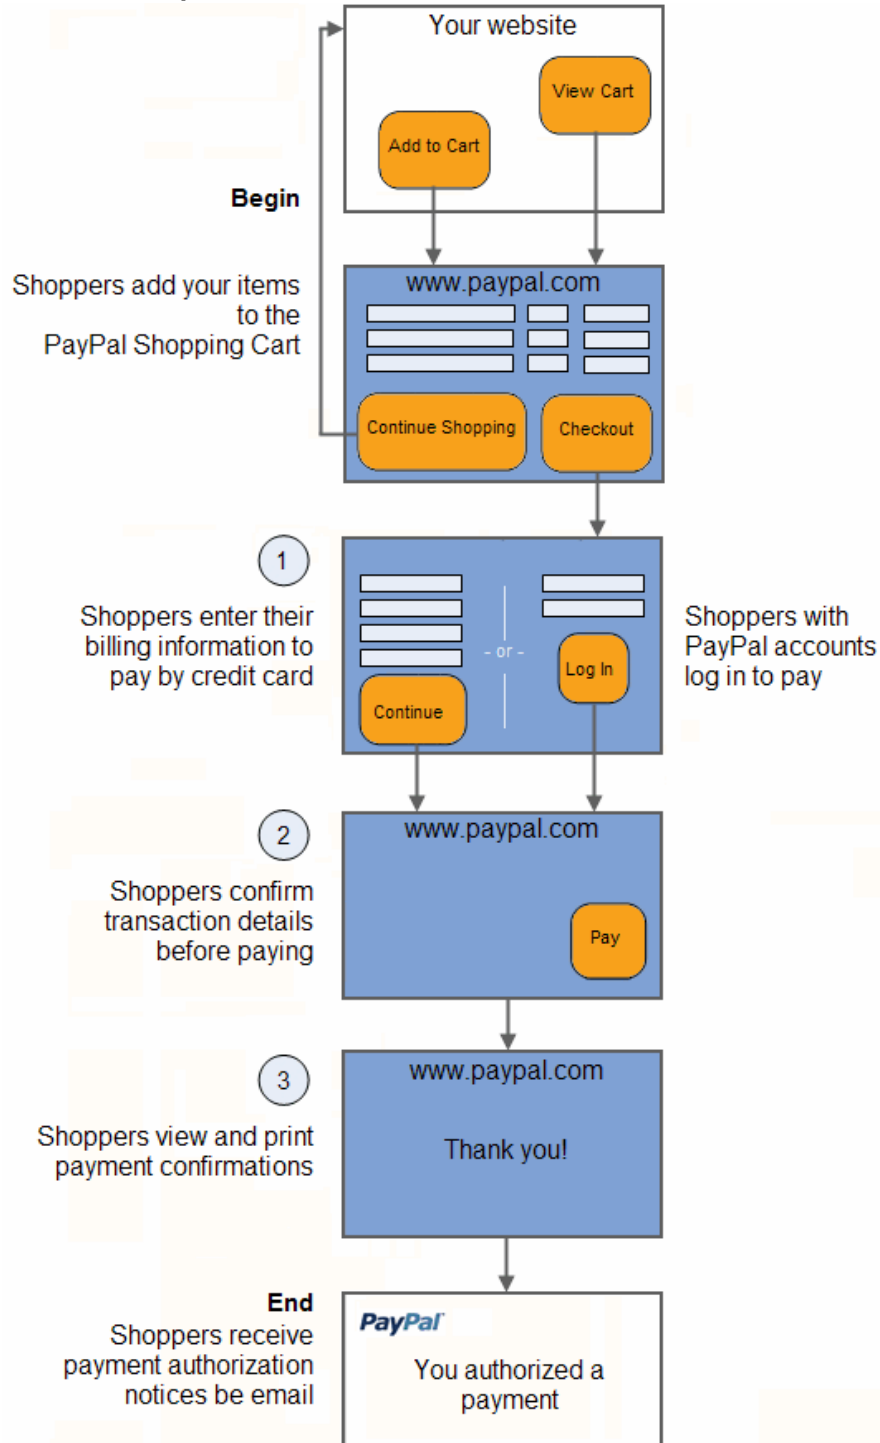 Your website
View Cart
Add to Cart
Begin
Shoppers add your items
to the
PayPal Shopping Cart
www.paypal.com
Continue Shopping
Checkout
1
Shoppers enter their
billing information to
pay by credit card
- or -
Log In
Continue
Shoppers with
PayPal accounts
log in to pay
2
Shoppers confirm
transaction details
before paying
www.paypal.com
Pay
3
Shoppers view and print
payment confirmations
www.paypal.com
Thank you!
End
Shoppers receive
payment authorization
notices be email
PayPal
You authorized a
payment